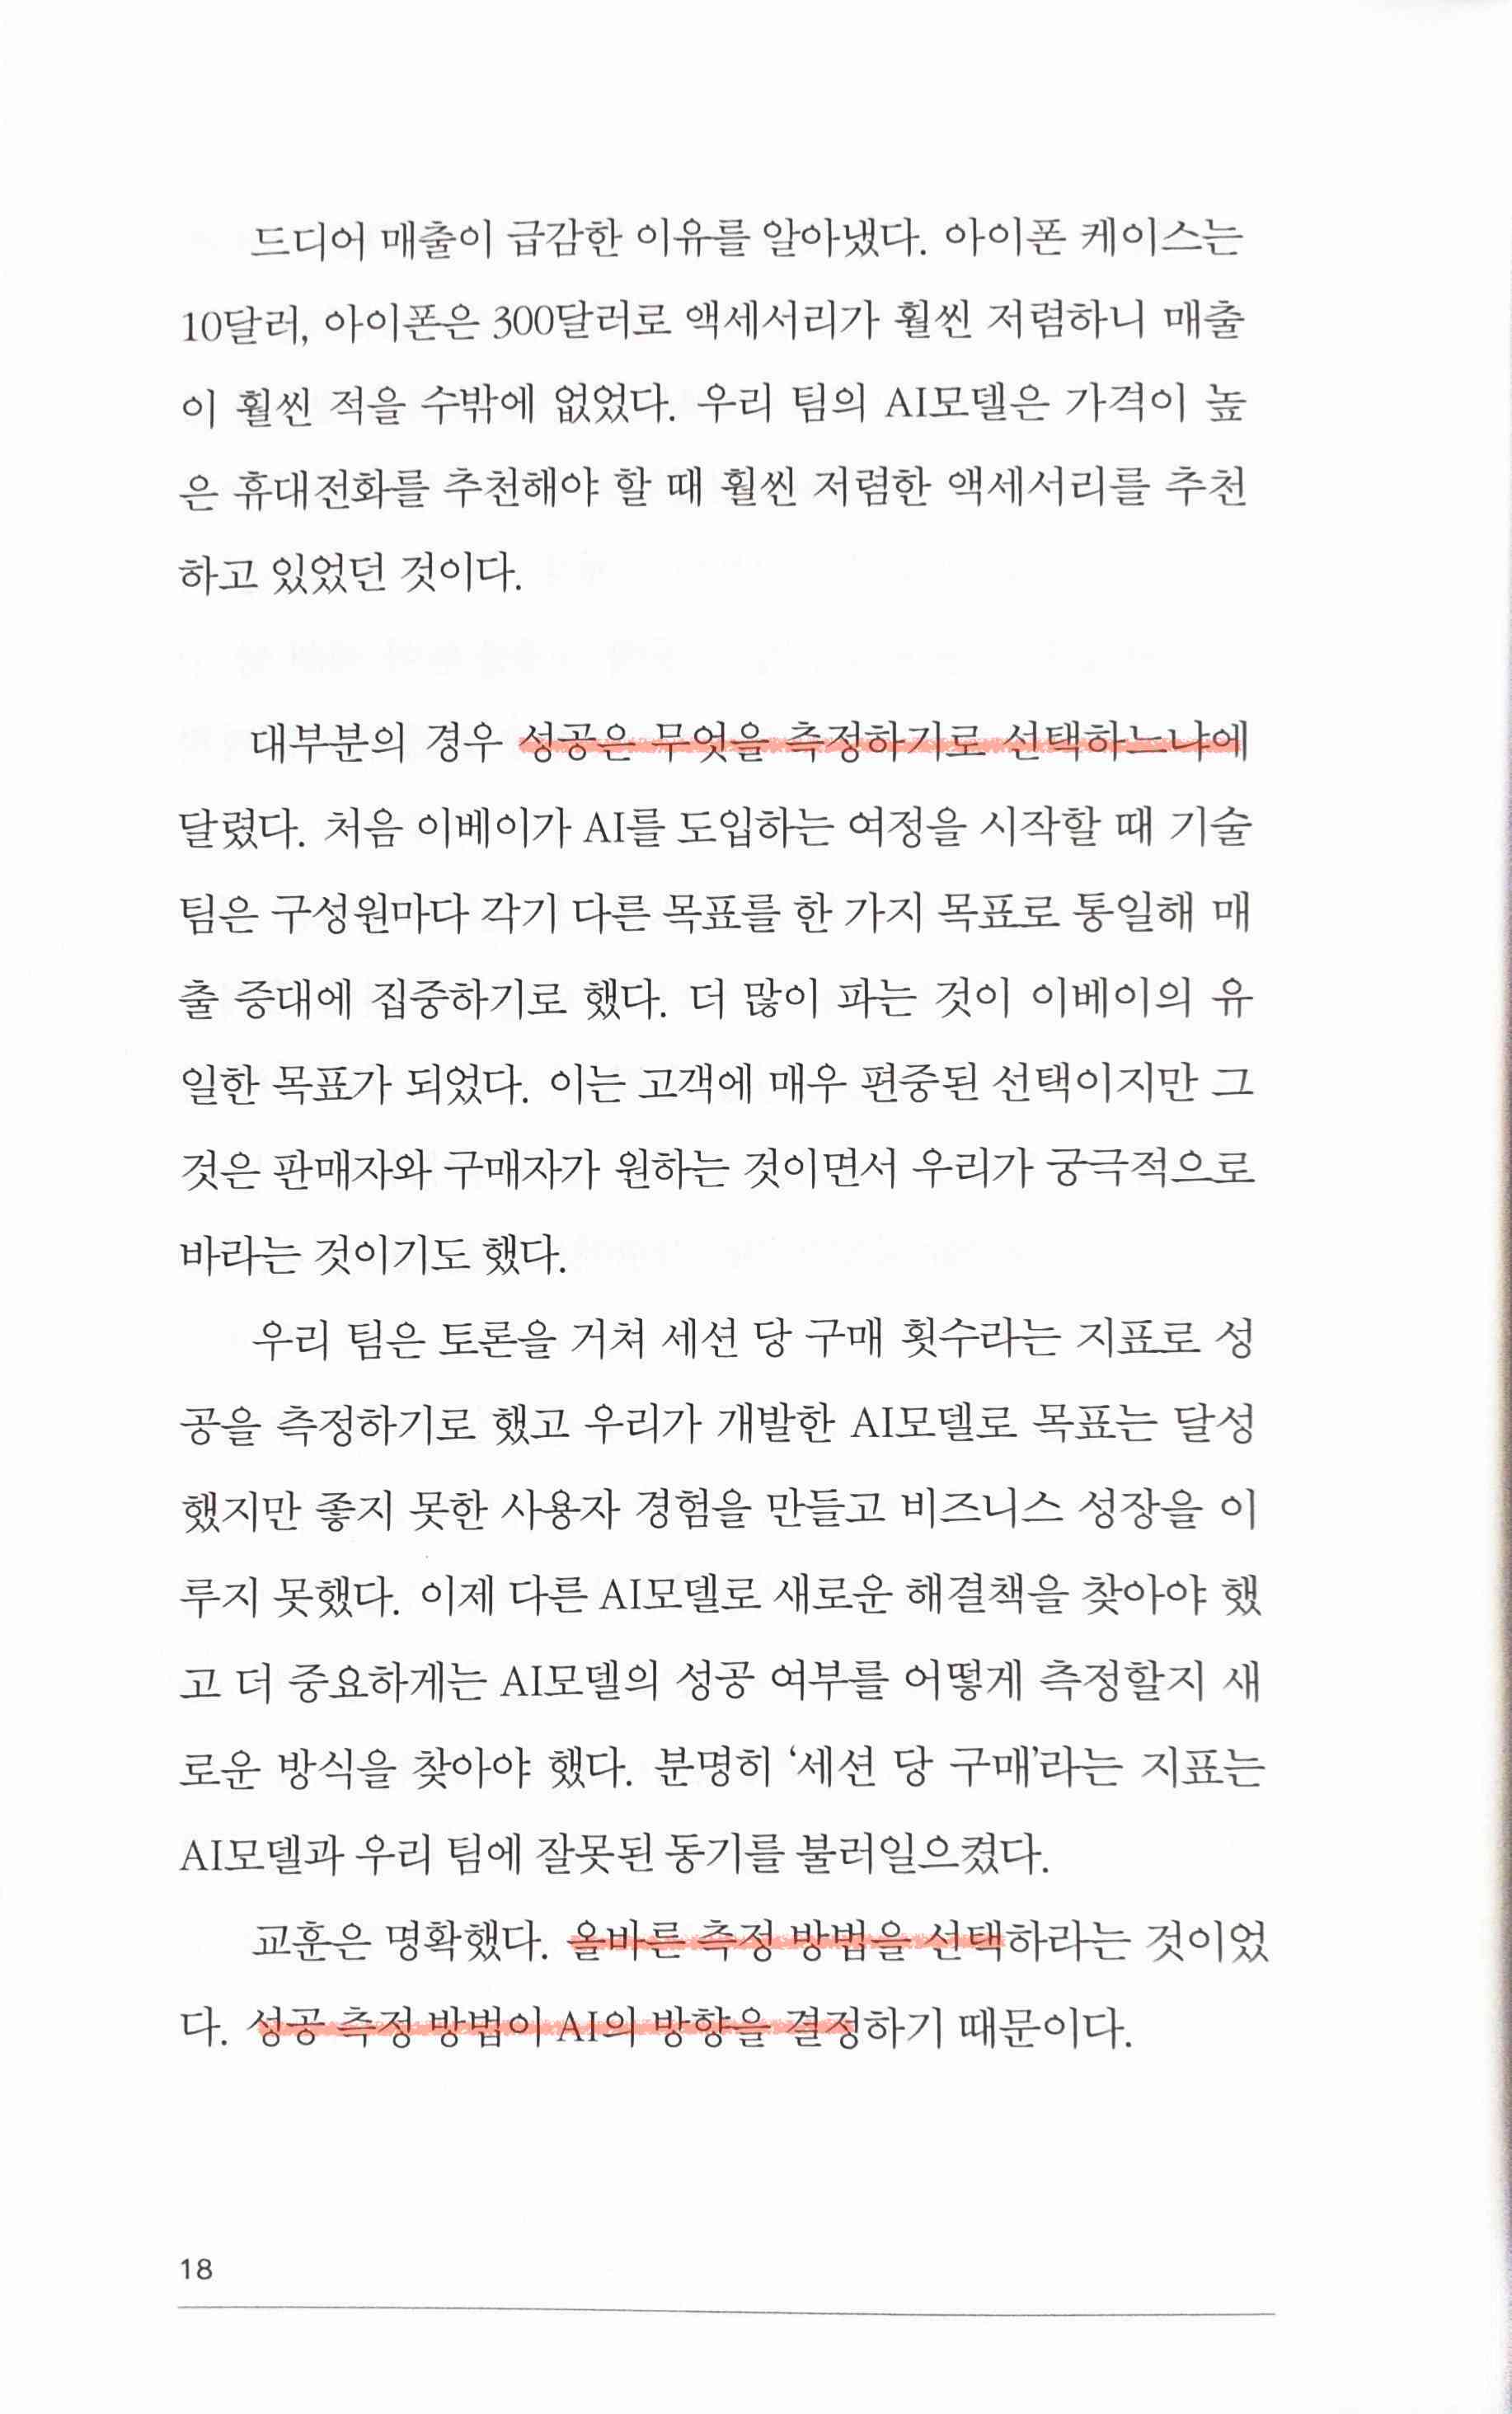 드디어 매출이 급감한 이유를 알아냈다. 아이폰 케이스는
10달러, 아이폰은 300달러로 액세서리가 훨씬 저렴하니 매출
이 훨씬 적을 수밖에 없었다. 우리 팀의 AI모델은 가격이 높
은 휴대전화를 추천해야 할 때 훨씬 저렴한 액세서리를 추천
하고 있었던 것이다.
대부분의 경우 성공은 무엇을 측정하기로 선택하느냐에
달렸다. 처음 이베이가 AI를 도입하는 여정을 시작할 때 기술
팀은 구성원마다 각기 다른 목표를 한 가지 목표로 통일해 매
출 증대에 집중하기로 했다. 더 많이 파는 것이 이베이의 유
일한 목표가 되었다. 이는 고객에 매우 편중된 선택이지만 그
것은 판매자와 구매자가 원하는 것이면서 우리가 궁극적으로
바라는 것이기도 했다.
우리 팀은 토론을 거쳐 세션 당 구매 횟수라는 지표로 성
공을 측정하기로 했고 우리가 개발한 AI모델로 목표는 달성
했지만 좋지 못한 사용자 경험을 만들고 비즈니스 성장을 이
루지 못했다. 이제 다른 AI모델로 새로운 해결책을 찾아야 했
고 더 중요하게는 AI모델의 성공 여부를 어떻게 측정할지 새
로운 방식을 찾아야 했다. 분명히 ‘세션 당 구매’라는 지표는
AI모델과 우리 팀에 잘못된 동기를 불러일으켰다.
교훈은 명확했다. 올바른 측정 방법을 선택하라는 것이었
다. 성공 측정 방법이 AI의 방향을 결정하기 때문이다.
18